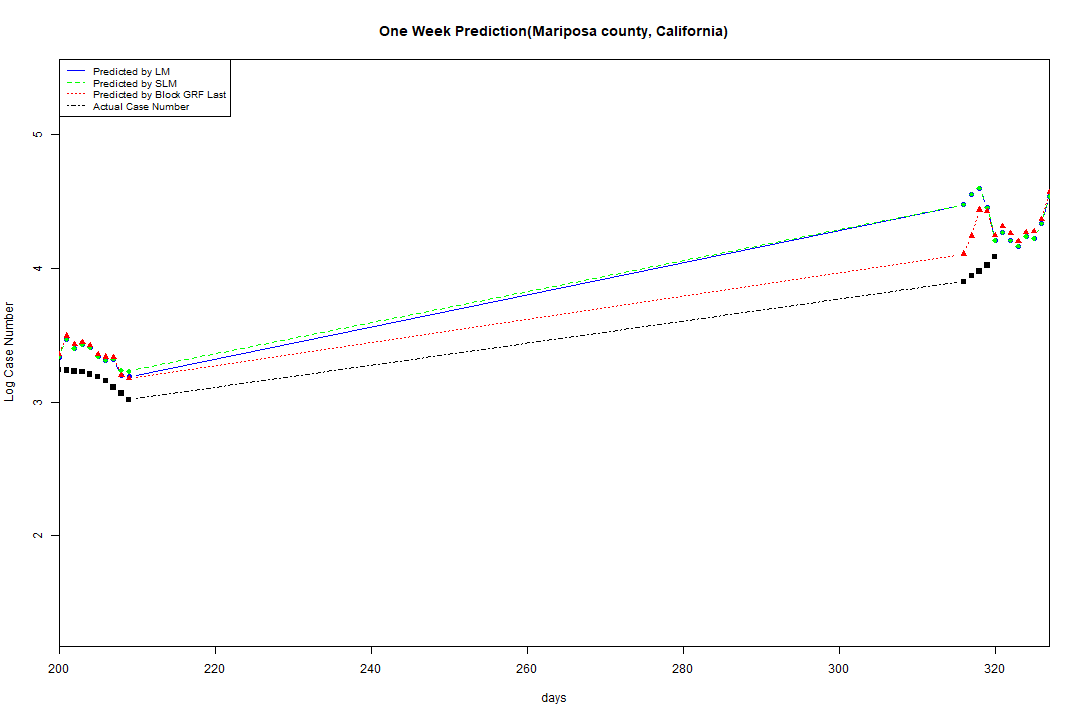 One Week Prediction(Mariposa county, California)
Predicted by LM
Predicted by SLM
Predicted by Block GRF Last
Actual Case Number
5
4
3
2
Log Case Number
200 220 240 260 280 300 320
days